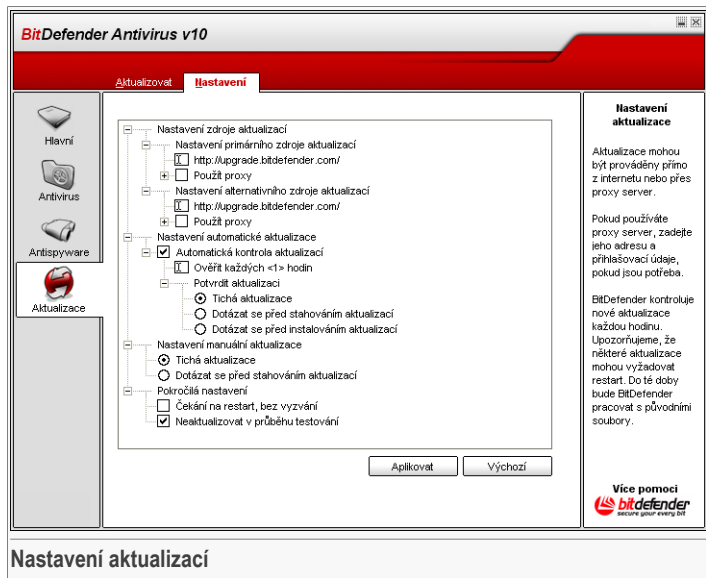 BitDefender Antivirus v10
Aktualizovat
Nastavení
Hlavní
Antivirus
Antispyware
Aktualizace
Nastavení zdroje aktualizací
Nastavení primárního zdroje aktualizací
http://upgrade.bitdefender.com/
Použít proxy
Nastavení alternativního zdroje aktualizací
http://upgrade.bitdefender.com/
Použít proxy
Nastavení automatické aktualizace
Automatická kontrola aktualizací
Ověřit každých <1> hodin
Potvrdit aktualizaci
Tichá aktualizace
Dotázat se před stahováním aktualizací
Dotázat se před instalováním aktualizací
Nastavení manuální aktualizace
Tichá aktualizace
Dotázat se před stahováním aktualizací
Pokročilá nastavení
Čekání na restart, bez vyzvání
Neaktualizovat v průběhu testování
Aplikovat
Výchozí
Nastavení
aktualizace
Aktualizace mohou
být prováděny přímo
z internetu nebo přes
proxy server.
Pokud používáte
proxy server, zadejte
jeho adresu a
přihlašovací údaje,
pokud jsou potřeba.
BitDefender kontroluje
nové aktualizace
každou hodinu.
Upozorňujeme, že
některé aktualizace
mohou vyžadovat
restart. Do té doby
bude BitDefender
pracovat s původními
soubory.
Více pomoci
bitdefender
secure your every bit
Nastavení aktualizací